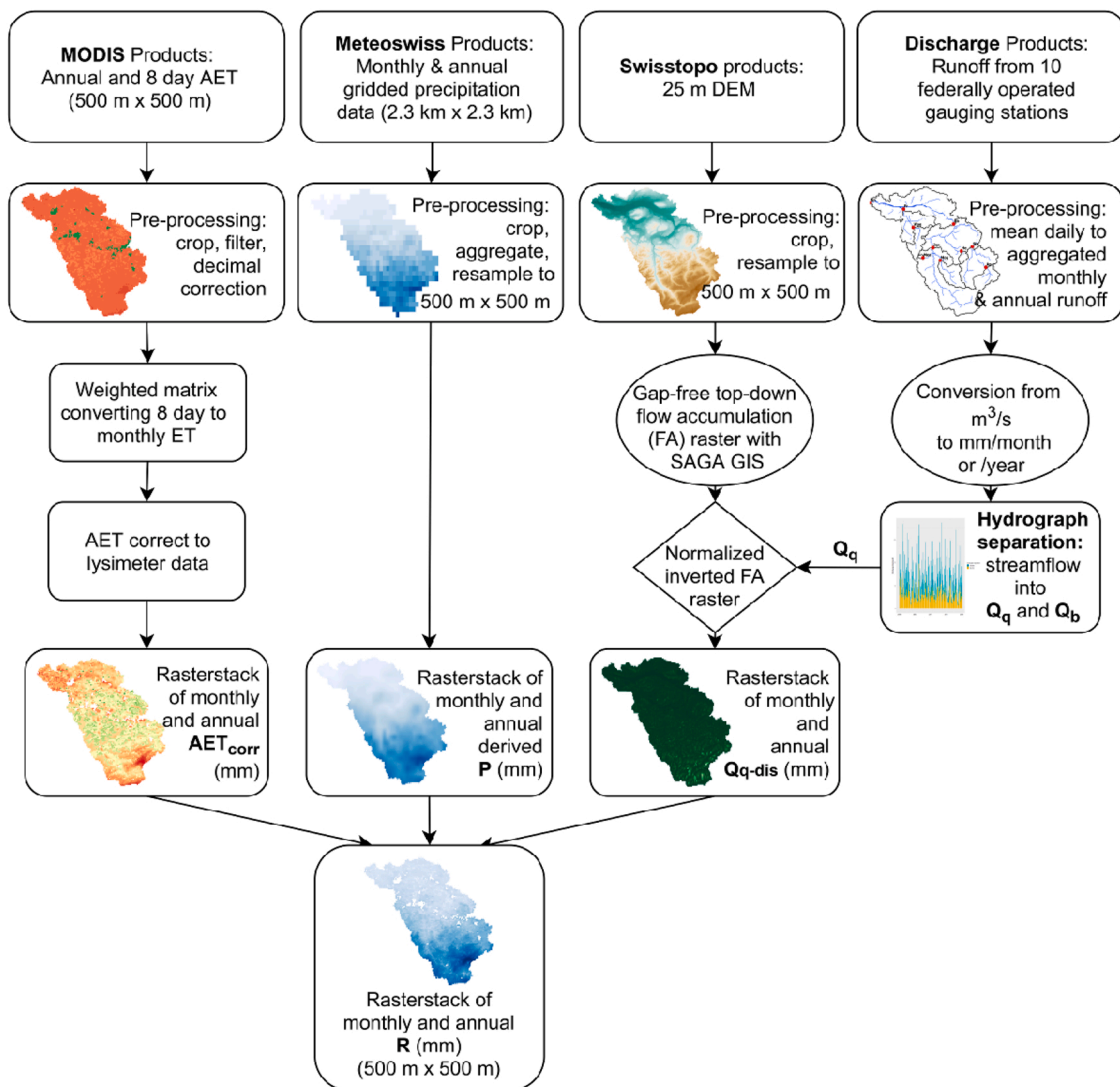 MODIS Products:
Annual and 8 day AET
(500 m x 500 m)
Meteoswiss Products:
Monthly & annual
gridded precipitation
data (2.3 km x 2.3 km)
Swisstopo products:
25 m DEM
Discharge Products:
Runoff from 10
federally operated
gauging stations
Pre-processing:
crop, filter,
decimal
correction
Pre-processing:
crop,
aggregate,
resample to
500 m x 500 m
Pre-processing:
crop,
resample to
500 m x 500 m
Pre-processing:
mean daily to
aggregated
monthly
& annual runoff
Weighted matrix
converting 8 day to
monthly ET
Gap-free top-down
flow accumulation
(FA) raster with
SAGA GIS
Conversion from
m³/s
to mm/month
or /year
AET correct to
lysimeter data
Normalized
inverted FA
raster
Qq
Hydrograph
separation:
streamflow
into
Qq and Qb
Rasterstack
of monthly
and annual
AETcorr
(mm)
Rasterstack of
monthly and
annual
derived
P (mm)
Rasterstack
of monthly
and
annual
Qq-dis (mm)
Rasterstack of
monthly and annual
R (mm)
(500 m x 500 m)